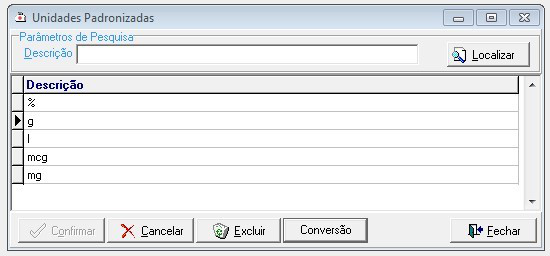 Unidades Padronizadas
Parâmetros de Pesquisa
Descrição
Localizar
Descrição
%
g
l
mcg
mg
Confirmar Cancelar Excluir Conversão Fechar